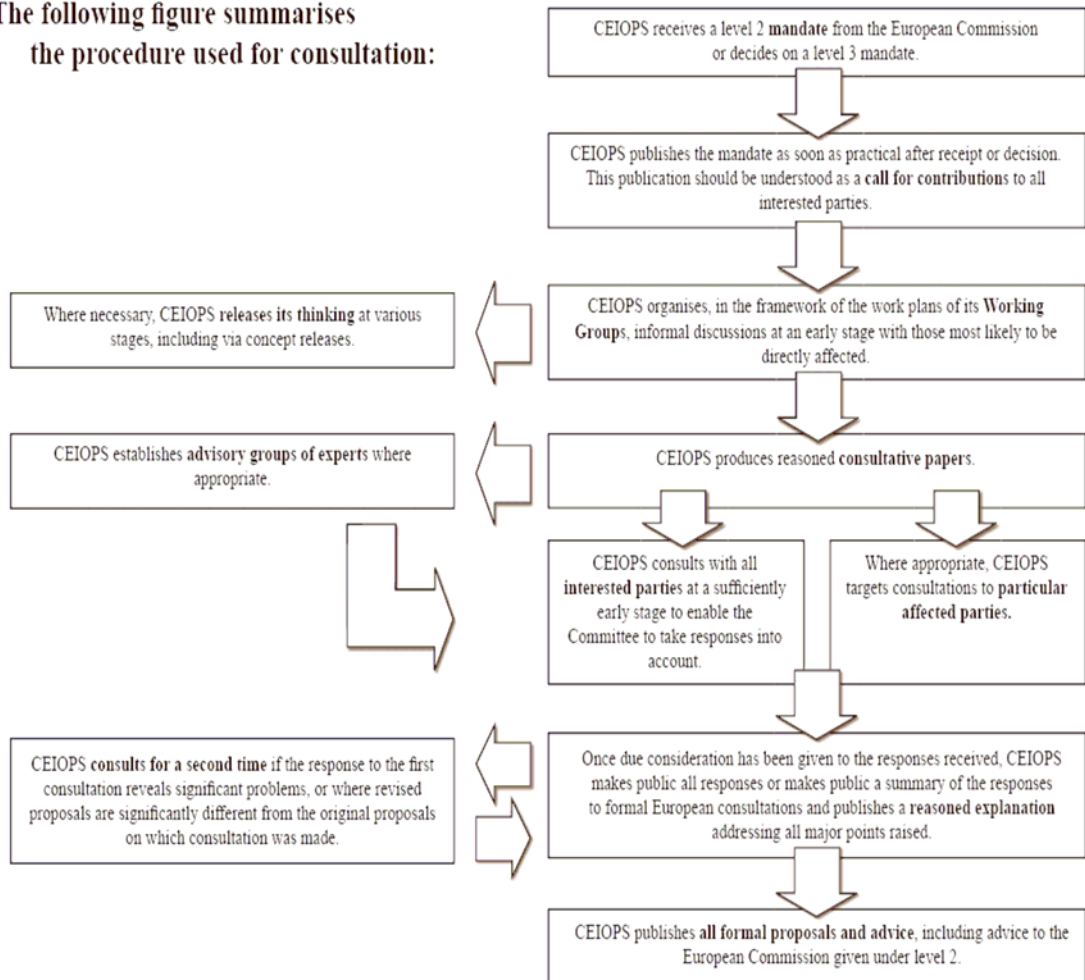 The following figure summarises
the procedure used for consultation:
CEIOPS receives a level 2 mandate from the European Commission
or decides on a level 3 mandate.
CEIOPS publishes the mandate as soon as practical after receipt or decision.
This publication should be understood as a call for contributions to all
interested parties.
CEIOPS organises, in the framework of the work plans of its Working
Groups, informal discussions at an early stage with those most likely to be
directly affected.
Where necessary, CEIOPS releases its thinking at various
stages, including via concept releases.
CEIOPS produces reasoned consultative papers.
CEIOPS establishes advisory groups of experts where
appropriate.
CEIOPS consults with all
interested parties at a sufficiently
early stage to enable the
Committee to take responses into
account.
Where appropriate, CEIOPS
targets consultations to particular
affected parties.
Once due consideration has been given to the responses received, CEIOPS
makes public all responses or makes public a summary of the responses
to formal European consultations and publishes a reasoned explanation
addressing all major points raised.
CEIOPS consults for a second time if the response to the first
consultation reveals significant problems, or where revised
proposals are significantly different from the original proposals
on which consultation was made.
CEIOPS publishes all formal proposals and advice, including advice to the
European Commission given under level 2.